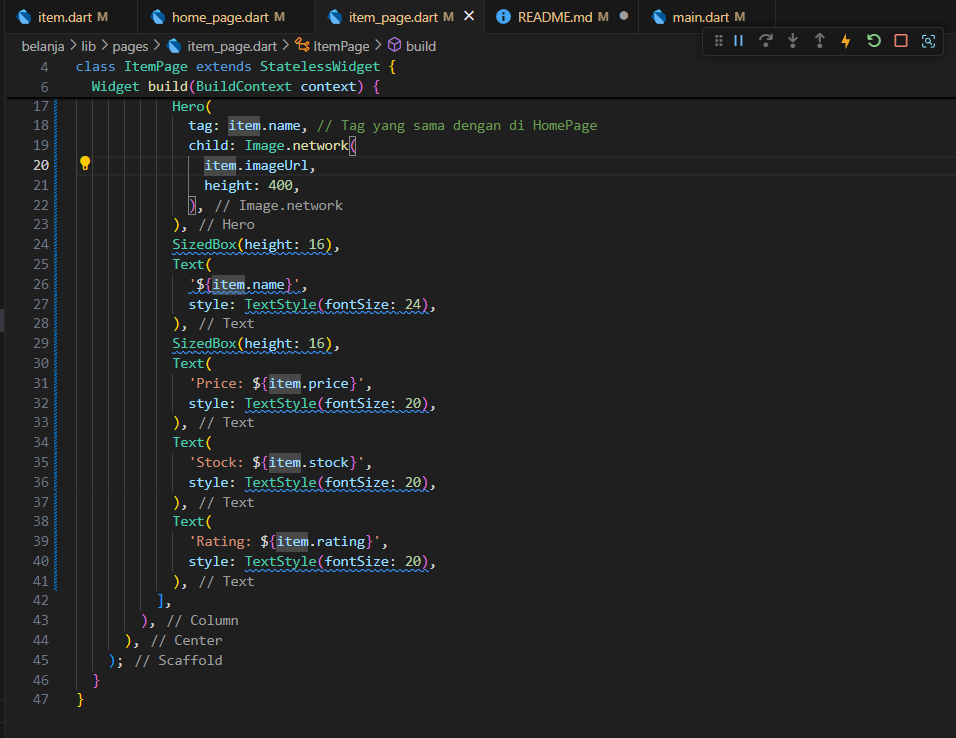 item.dart M home_page.dart M item_page.dart M README.md M main.dart M
belanja > lib > pages > item_page.dart > ItemPage > build
4 class ItemPage extends StatelessWidget {
6 Widget build(BuildContext context) {
17 Hero(
18 tag: item.name, // Tag yang sama dengan di HomePage
19 child: Image.network(
20 item.imageUrl,
21 height: 400,
22 ), // Image.network
23 ), // Hero
24 SizedBox(height: 16),
25 Text(
26 '${item.name}',
27 style: TextStyle(fontSize: 24),
28 ), // Text
29 SizedBox(height: 16),
30 Text(
31 'Price: ${item.price}',
32 style: TextStyle(fontSize: 20),
33 ), // Text
34 Text(
35 'Stock: ${item.stock}',
36 style: TextStyle(fontSize: 20),
37 ), // Text
38 Text(
39 'Rating: ${item.rating}',
40 style: TextStyle(fontSize: 20),
41 ), // Text
42 ],
43 ), // Column
44 ), // Center
45 ); // Scaffold
46 }
47 }